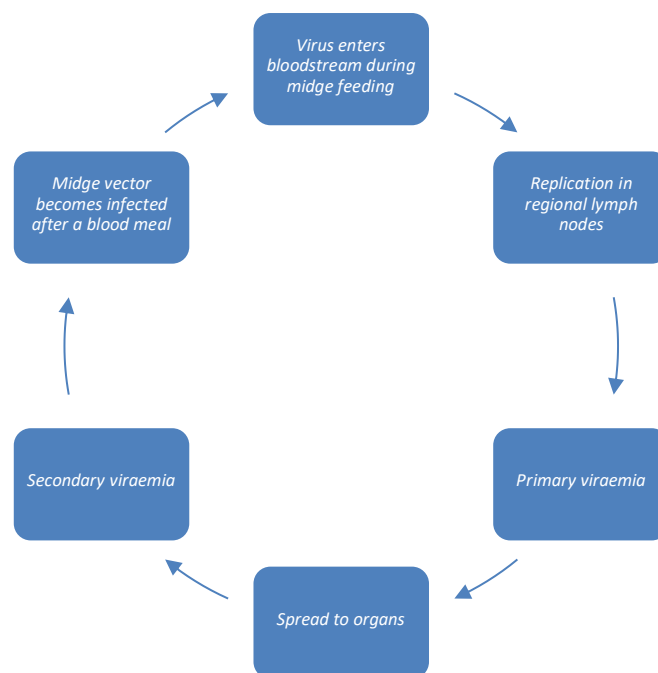 Virus enters
bloodstream during
midge feeding
Replication in
regional lymph
nodes
Primary viraemia
Spread to organs
Secondary viraemia
Midge vector
becomes infected
after a blood meal